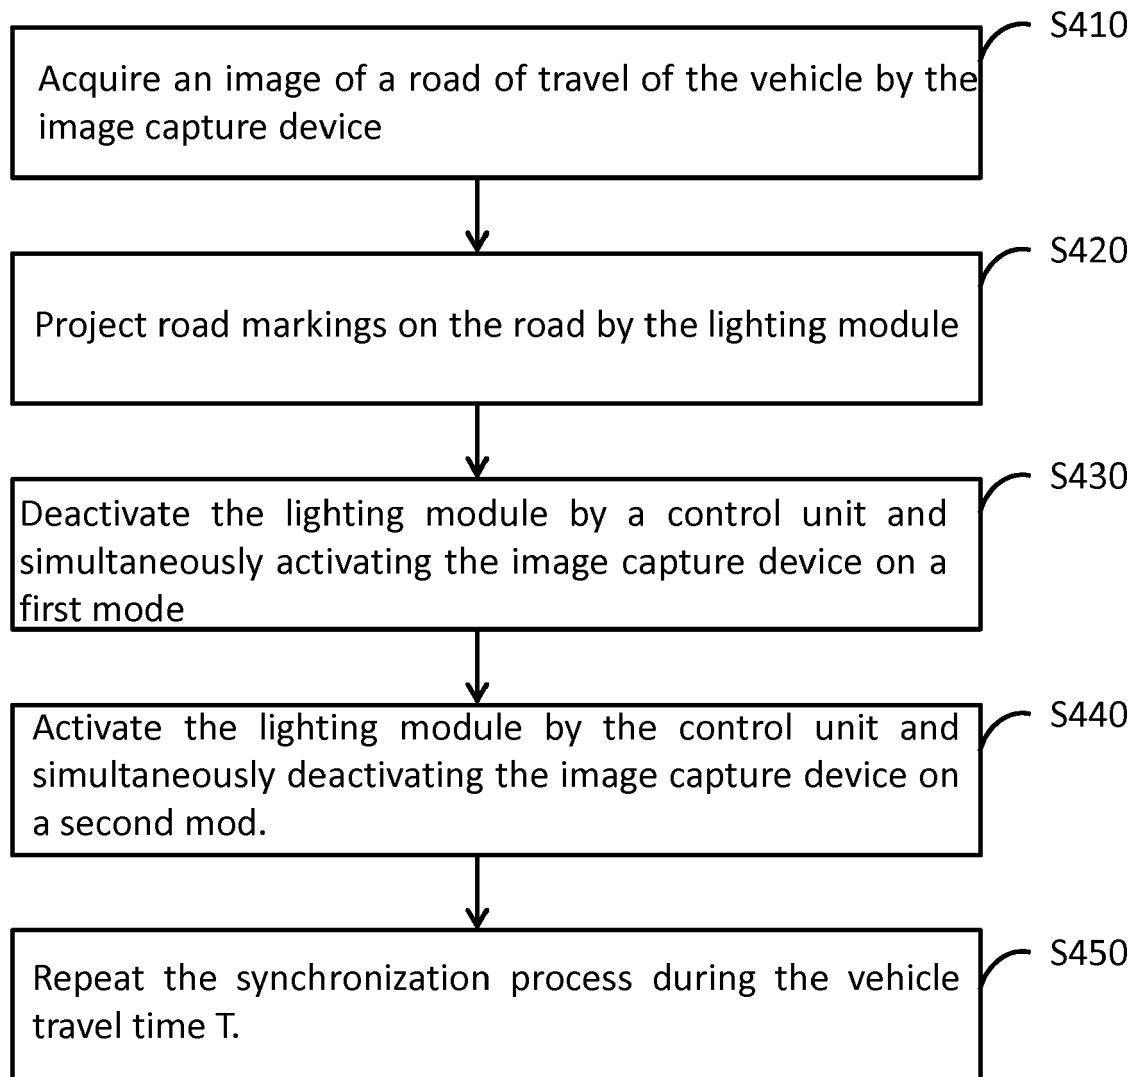 S410
Acquire an image of a road of travel of the vehicle by the
image capture device
S420
Project road markings on the road by the lighting module
S430
Deactivate the lighting module by a control unit and
simultaneously activating the image capture device on a
first mode
S440
Activate the lighting module by the control unit and
simultaneously deactivating the image capture device on
a second mod.
S450
Repeat the synchronization process during the vehicle
travel time T.